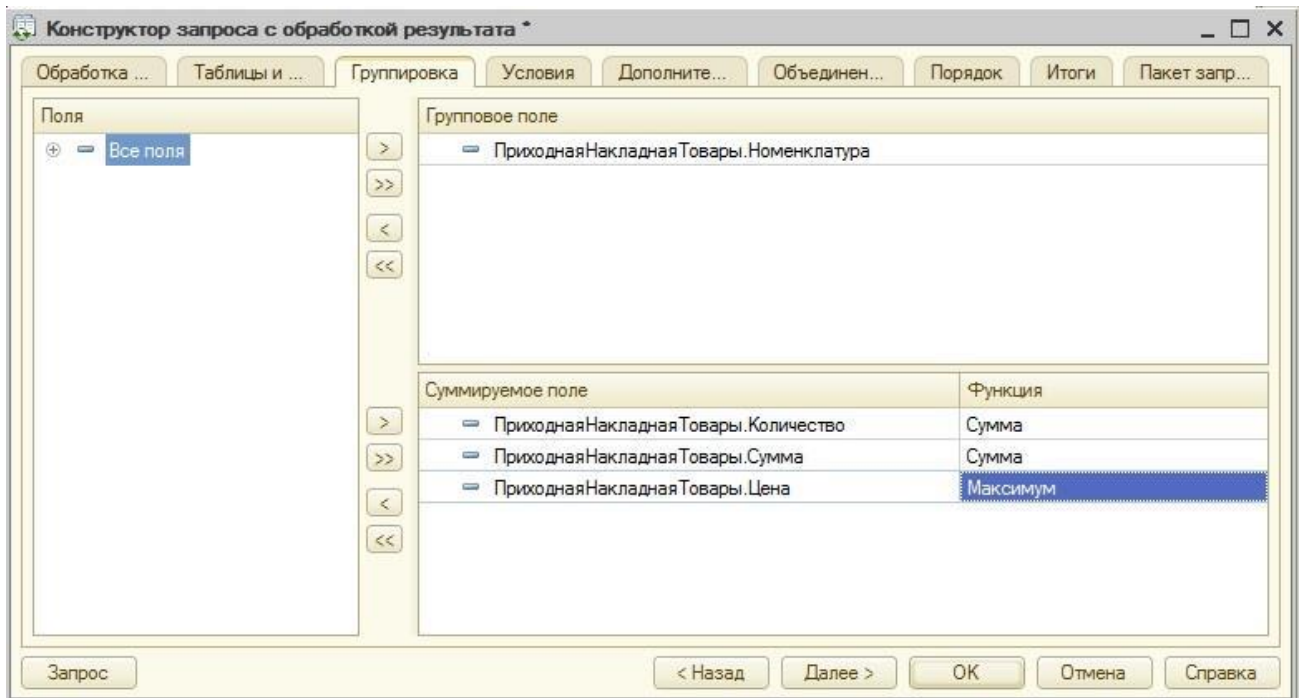 Конструктор запроса с обработкой результата *
Обработка ... Таблицы и ... Группировка Условия Дополните... Объединен... Порядок Итоги Пакет запр...
Поля
Все поля
>
>>
<
<<
Групповое поле
ПриходнаяНакладнаяТовары.Номенклатура
>
>>
<
<<
Суммируемое поле Функция
ПриходнаяНакладнаяТовары.Количество Сумма
ПриходнаяНакладнаяТовары.Сумма Сумма
ПриходнаяНакладнаяТовары.Цена Максимум
Запрос < Назад Далее > ОК Отмена Справка